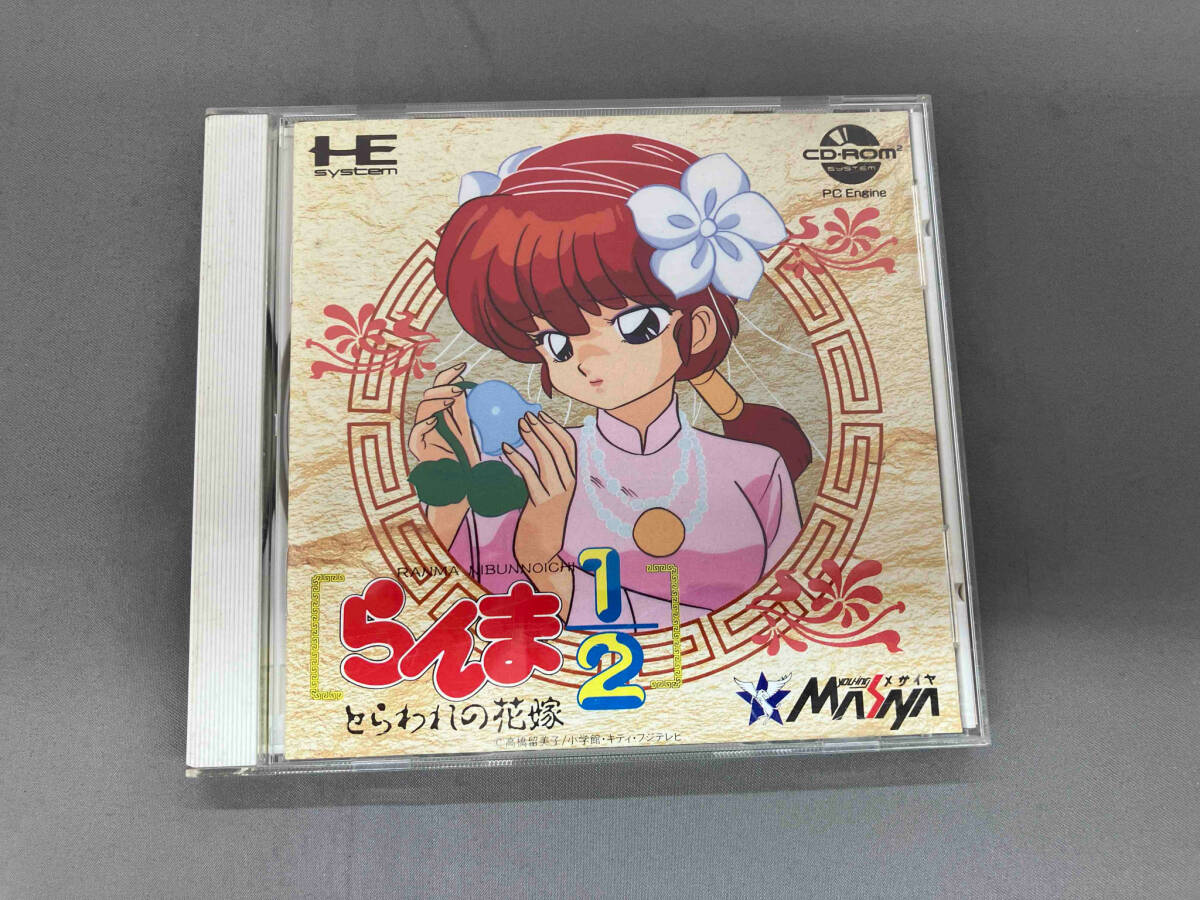 HE
system
CD-ROM²
SYSTEM
PC Engine
RANMA NIBUNNOICHI
らんま1/2
とらわれの花嫁
メサイヤ
MASAYA
©高橋留美子/小学館・キティ・フジテレビ